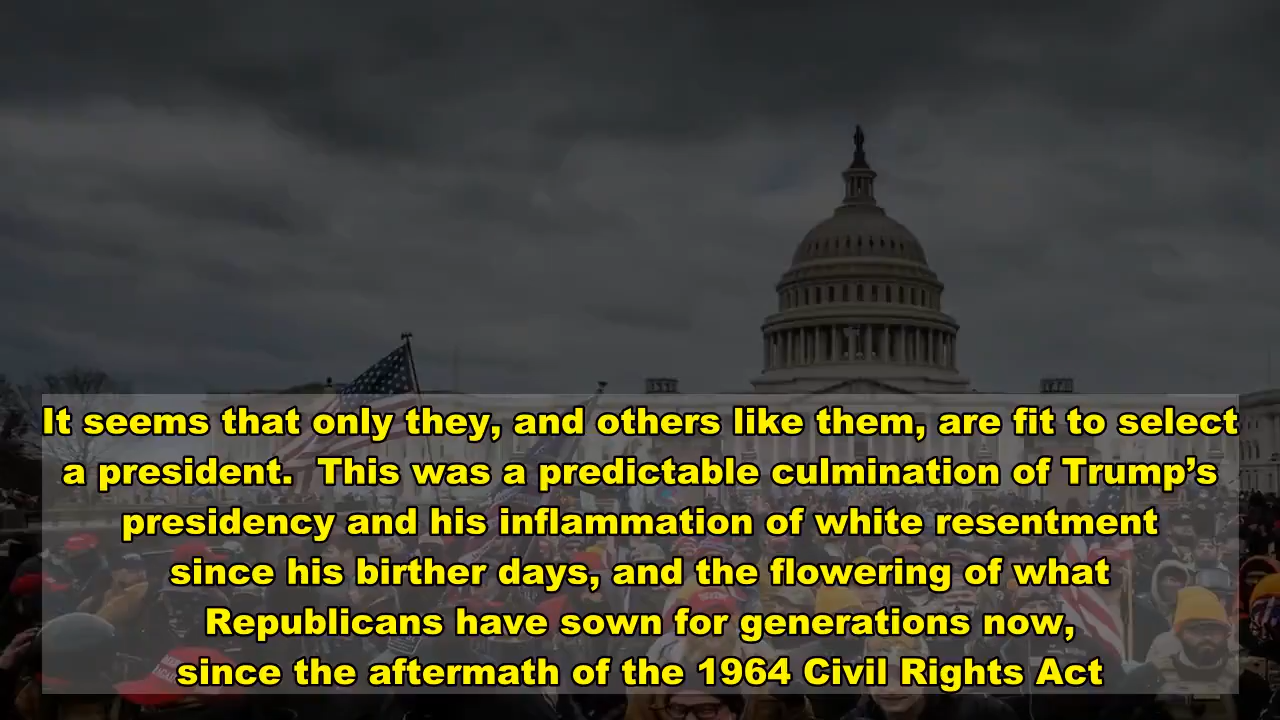 It seems that only they, and others like them, are fit to select
a president.  This was a predictable culmination of Trump’s
presidency and his inflammation of white resentment
since his birther days, and the flowering of what
Republicans have sown for generations now,
since the aftermath of the 1964 Civil Rights Act